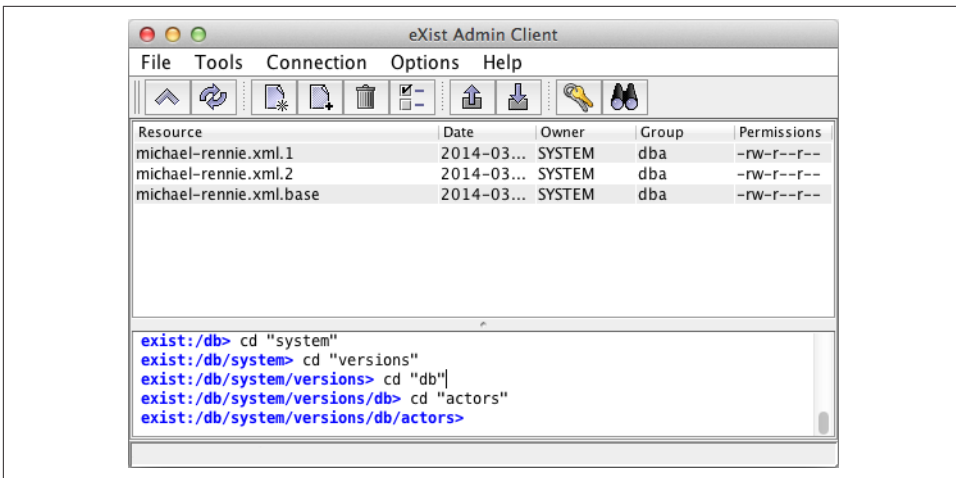 eXist Admin Client
File Tools Connection Options Help
Resource Date Owner Group Permissions
michael-rennie.xml.1 2014-03... SYSTEM dba -rw-r--r--
michael-rennie.xml.2 2014-03... SYSTEM dba -rw-r--r--
michael-rennie.xml.base 2014-03... SYSTEM dba -rw-r--r--
exist:/db> cd "system"
exist:/db/system> cd "versions"
exist:/db/system/versions> cd "db"
exist:/db/system/versions/db> cd "actors"
exist:/db/system/versions/db/actors>